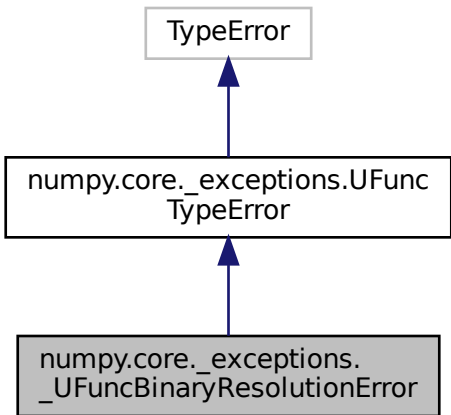 TypeError
numpy.core._exceptions.UFunc
TypeError
numpy.core._exceptions.
_UFuncBinaryResolutionError